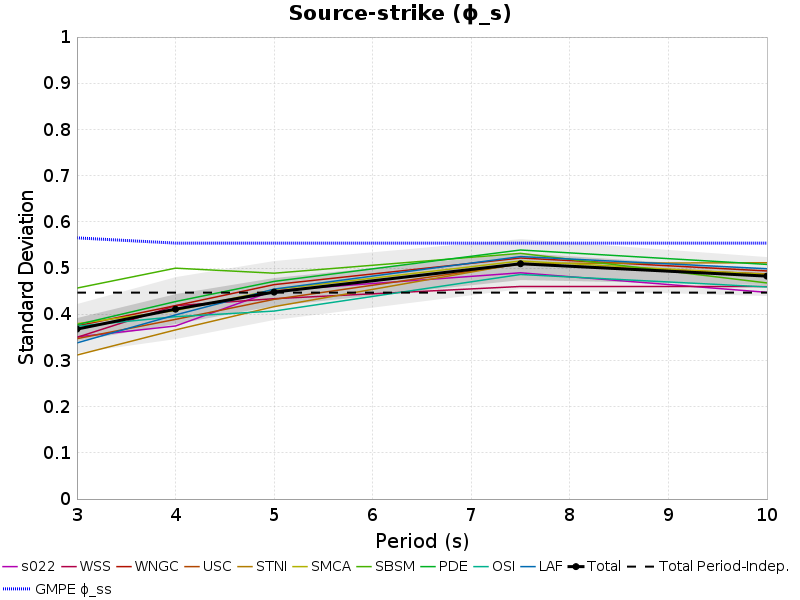 Source-strike (ϕ_s)
Standard Deviation
1
0.9
0.8
0.7
0.6
0.5
0.4
0.3
0.2
0.1
0
3 4 5 6 7 8 9 10
Period (s)
s022 WSS WNGC USC STNI SMCA SBSM PDE OSI LAF Total Total Period-Indep.
GMPE ϕ_ss